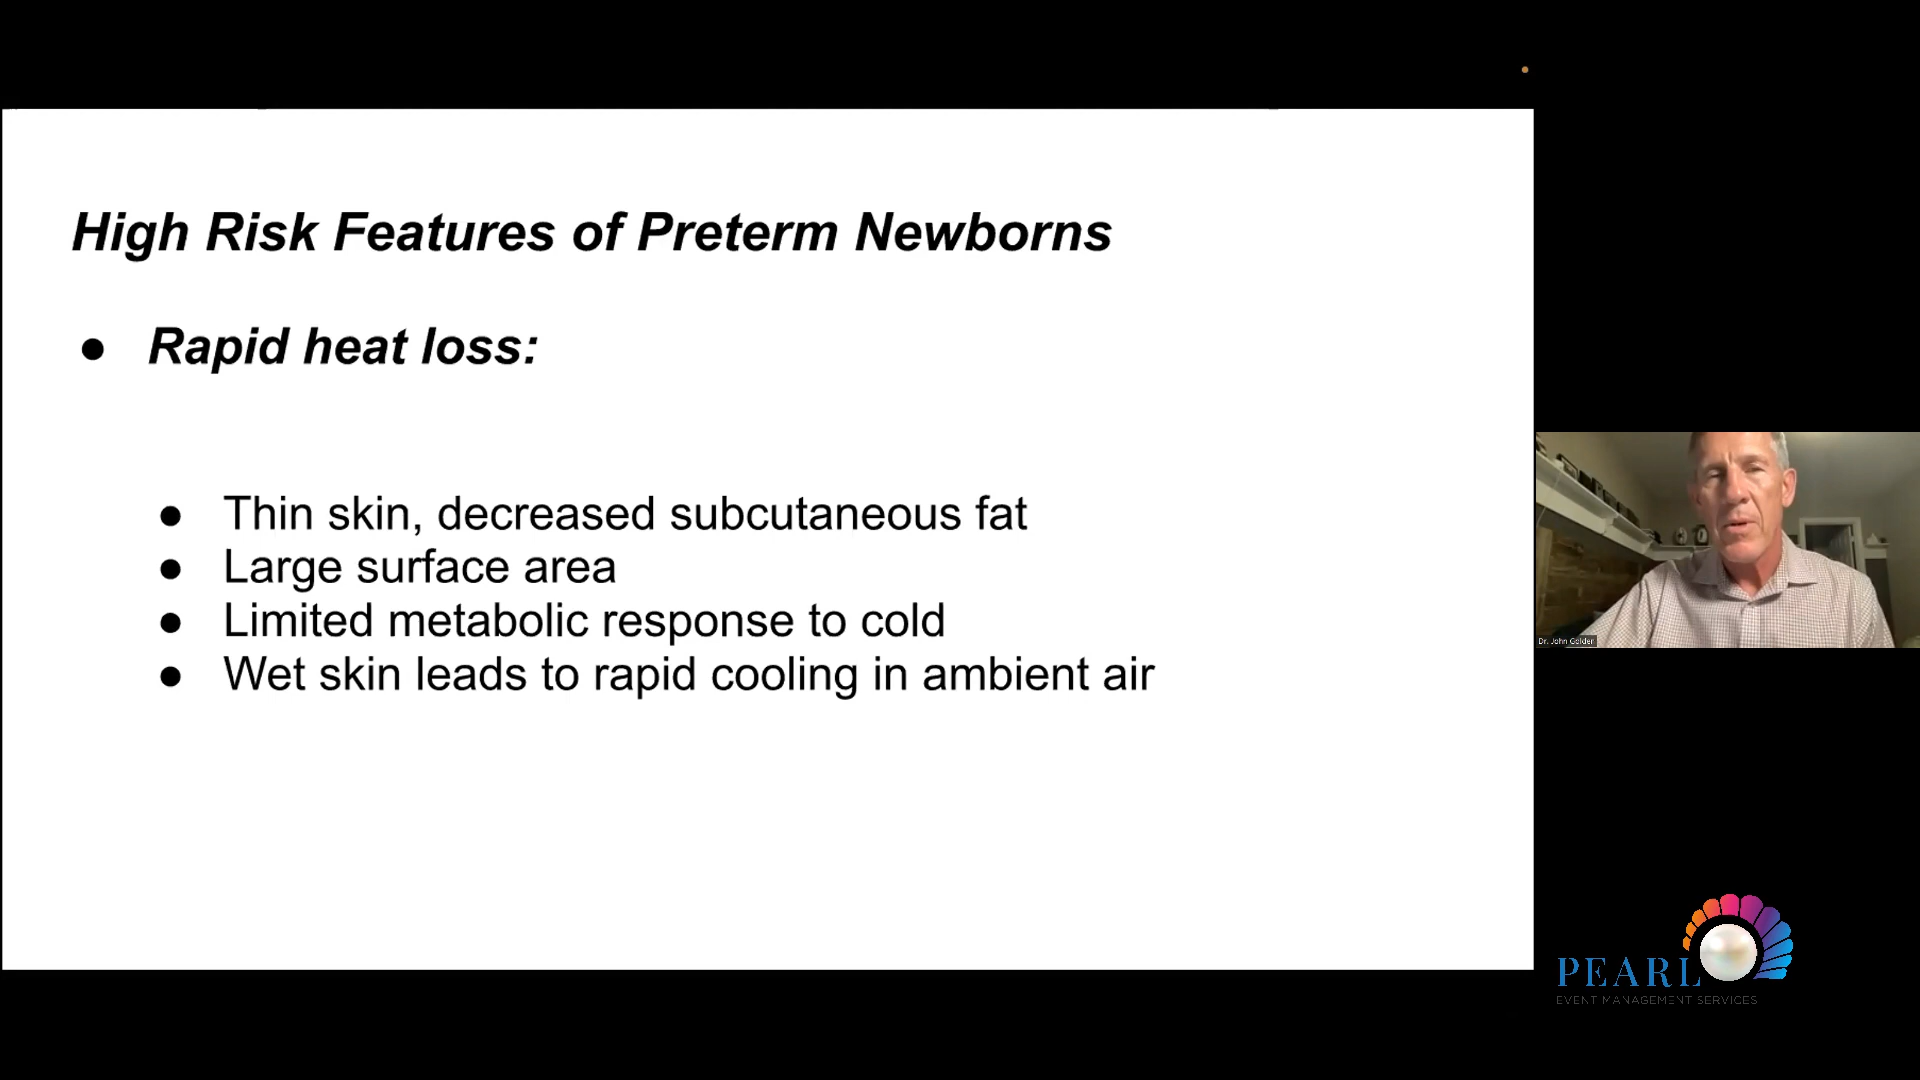 High Risk Features of Preterm Newborns
● Rapid heat loss:
● Thin skin, decreased subcutaneous fat
● Large surface area
● Limited metabolic response to cold
● Wet skin leads to rapid cooling in ambient air
Dr. John Golder
PEARL
EVENT MANAGEMENT SERVICES